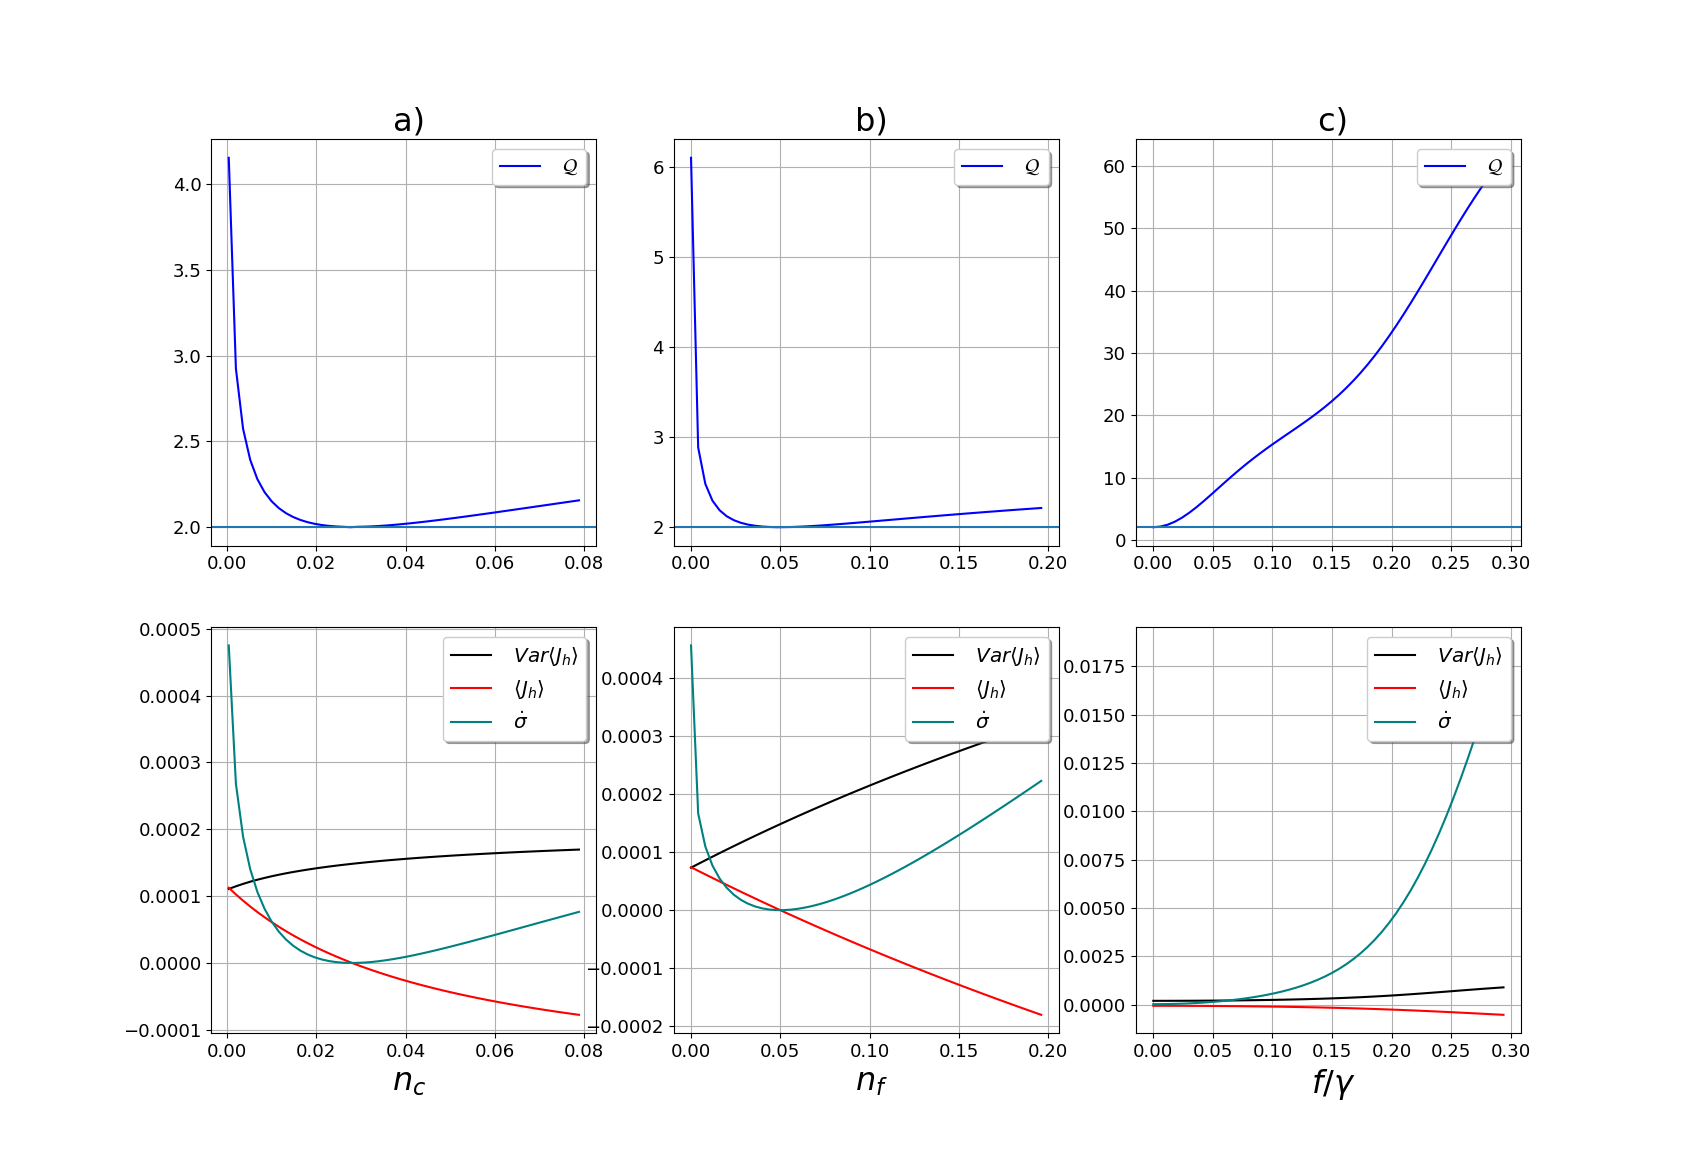 a)
b)
c)
𝒬
𝒬
𝒬
4.0
3.5
3.0
2.5
2.0
0.00 0.02 0.04 0.06 0.08
6
5
4
3
2
0.00 0.05 0.10 0.15 0.20
60
50
40
30
20
10
0
0.00 0.05 0.10 0.15 0.20 0.25 0.30
0.0005
0.0004
0.0003
0.0002
0.0001
0.0000
−0.0001
Var⟨J_h⟩
⟨J_h⟩
σ̇
0.00 0.02 0.04 0.06 0.08
n_c
0.0004
0.0003
0.0002
0.0001
0.0000
−0.0001
−0.0002
Var⟨J_h⟩
⟨J_h⟩
σ̇
0.00 0.05 0.10 0.15 0.20
n_f
0.0175
0.0150
0.0125
0.0100
0.0075
0.0050
0.0025
0.0000
Var⟨J_h⟩
⟨J_h⟩
σ̇
0.00 0.05 0.10 0.15 0.20 0.25 0.30
f/γ